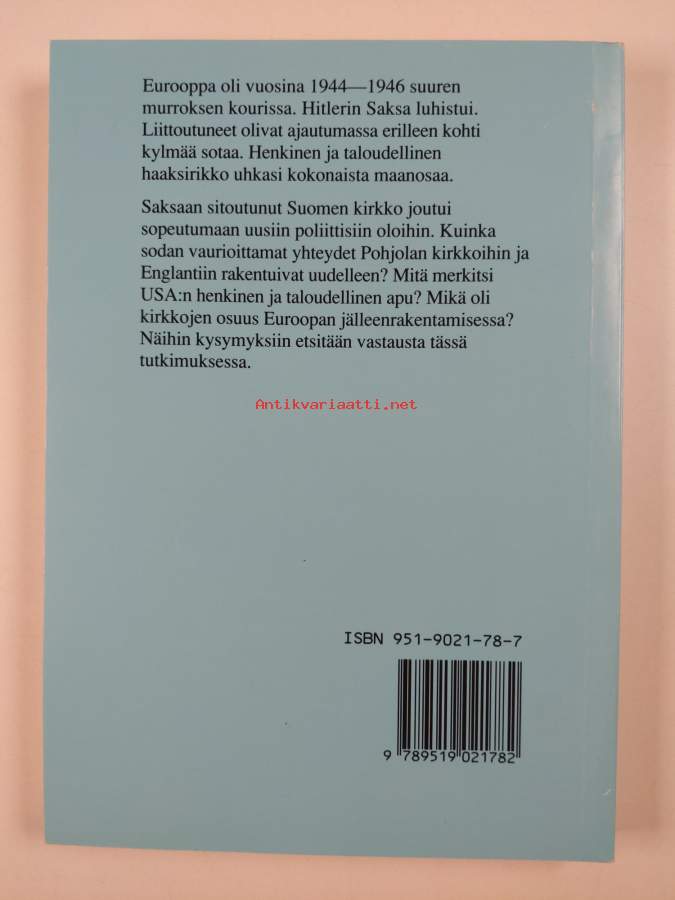 Eurooppa oli vuosina 1944—1946 suuren
murroksen kourissa. Hitlerin Saksa luhistui.
Liittoutuneet olivat ajautumassa erilleen kohti
kylmää sotaa. Henkinen ja taloudellinen
haaksirikko uhkasi kokonaista maanosaa.
Saksaan sitoutunut Suomen kirkko joutui
sopeutumaan uusiin poliittisiin oloihin. Kuinka
sodan vaurioittamat yhteydet Pohjolan kirkkoihin ja
Englantiin rakentuivat uudelleen? Mitä merkitsi
USA:n henkinen ja taloudellinen apu? Mikä oli
kirkkojen osuus Euroopan jälleenrakentamisessa?
Näihin kysymyksiin etsitään vastausta tässä
tutkimuksessa.
Antikvariaatti.net
ISBN 951-9021-78-7
9 789519 021782